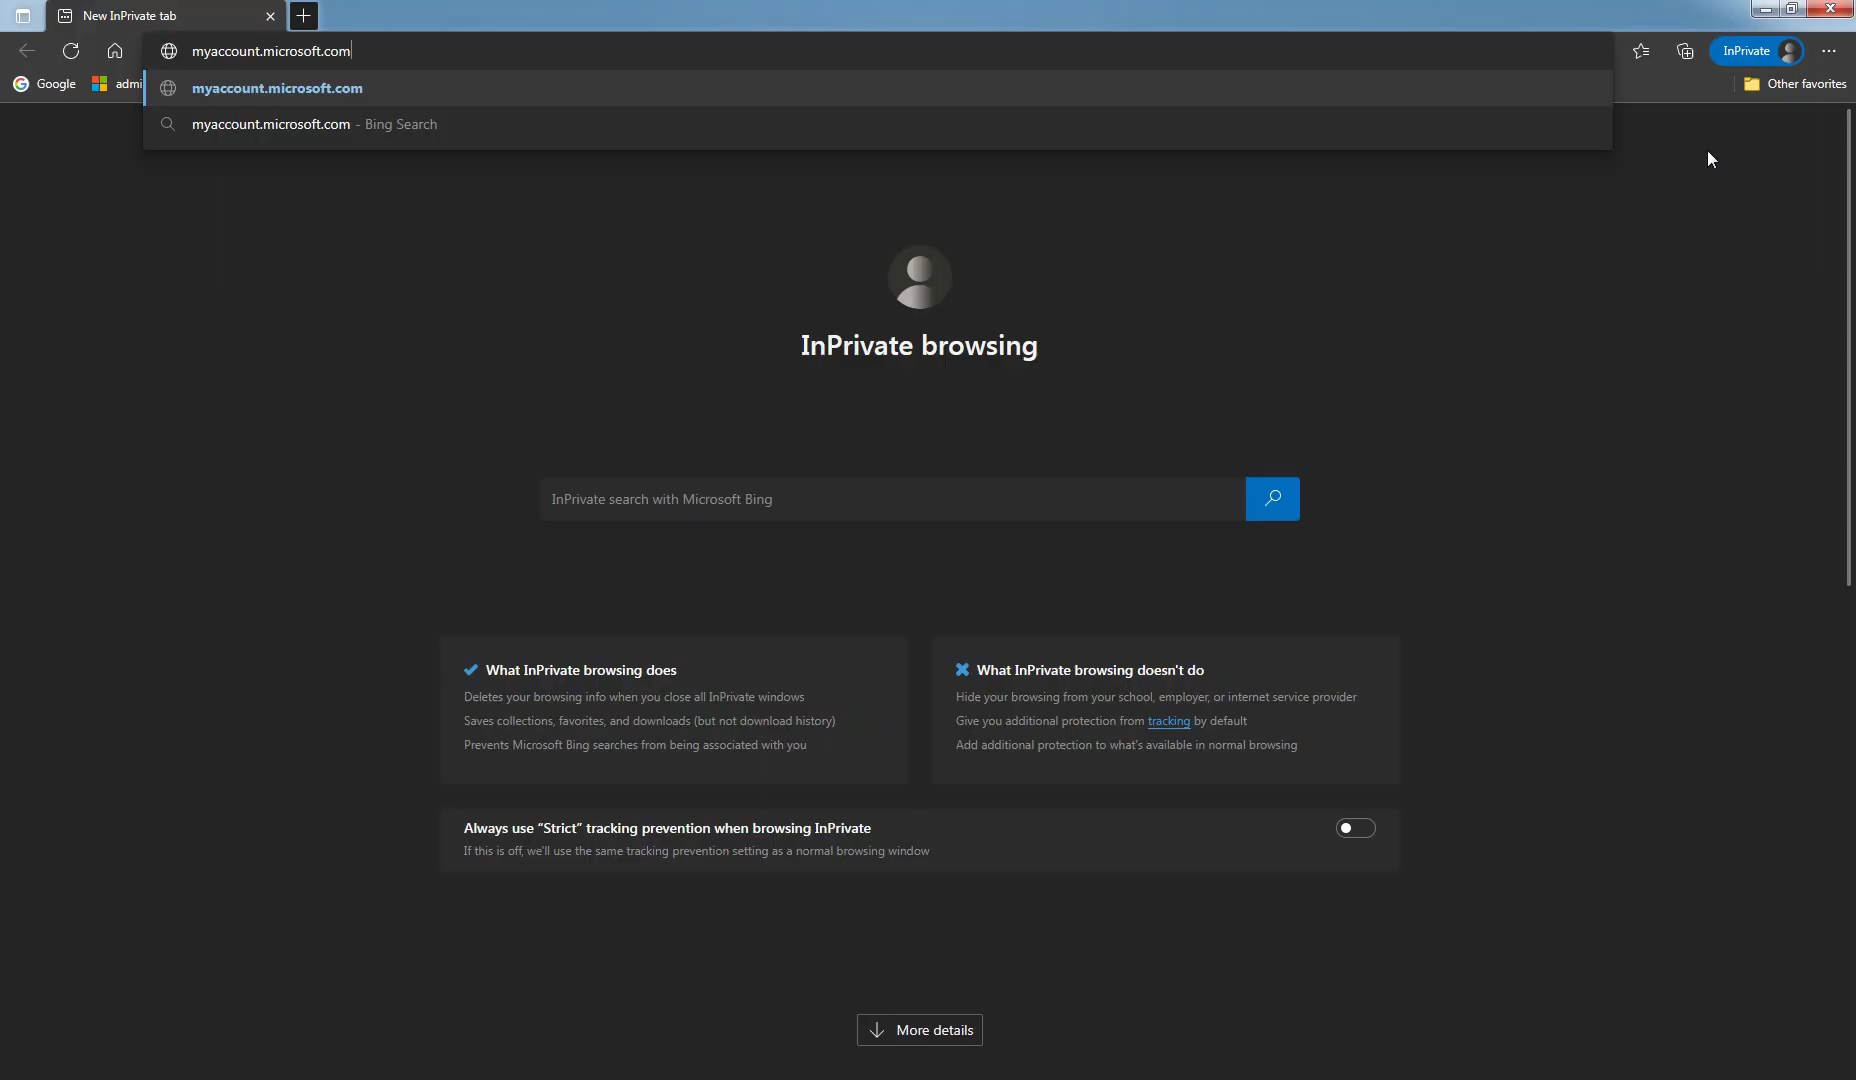 New InPrivate tab
myaccount.microsoft.com
InPrivate
Google
admi
myaccount.microsoft.com
Other favorites
myaccount.microsoft.com - Bing Search
InPrivate browsing
InPrivate search with Microsoft Bing
What InPrivate browsing does
Deletes your browsing info when you close all InPrivate windows
Saves collections, favorites, and downloads (but not download history)
Prevents Microsoft Bing searches from being associated with you
What InPrivate browsing doesn't do
Hide your browsing from your school, employer, or internet service provider
Give you additional protection from tracking by default
Add additional protection to what's available in normal browsing
Always use “Strict” tracking prevention when browsing InPrivate
If this is off, we'll use the same tracking prevention setting as a normal browsing window
More details